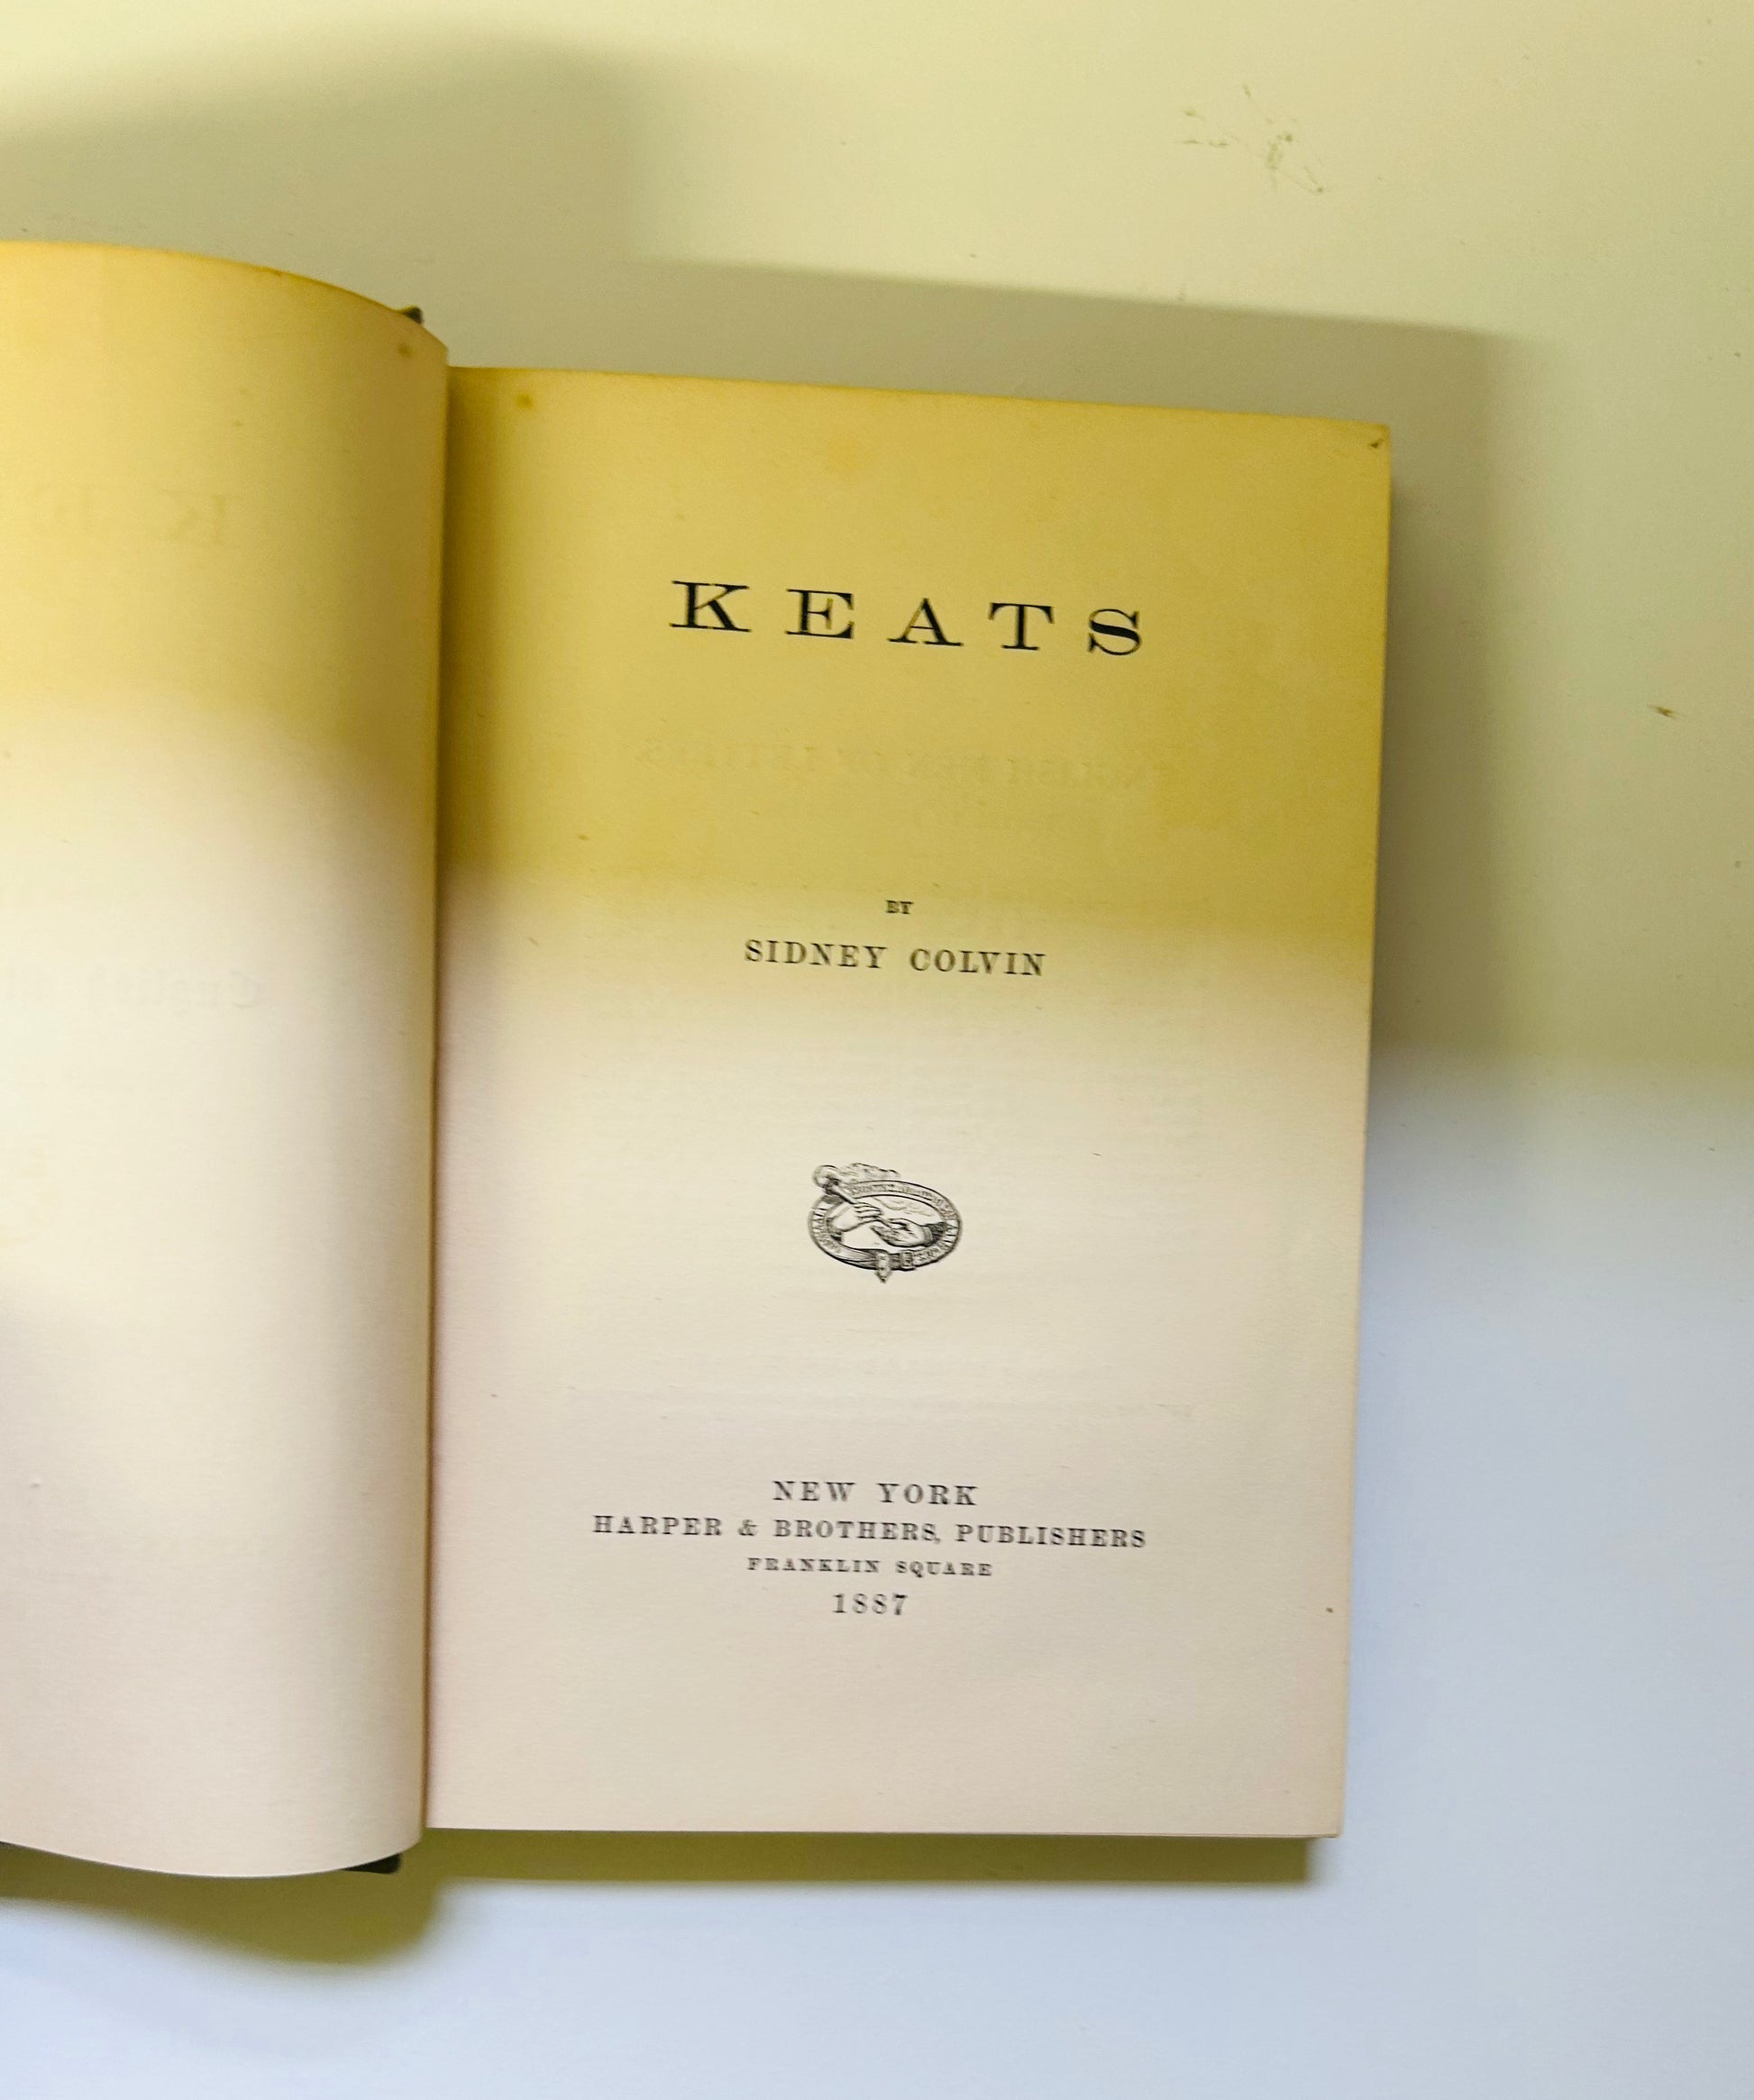 KEATS
BY
SIDNEY COLVIN
NEW YORK
HARPER & BROTHERS, PUBLISHERS
FRANKLIN SQUARE
1887